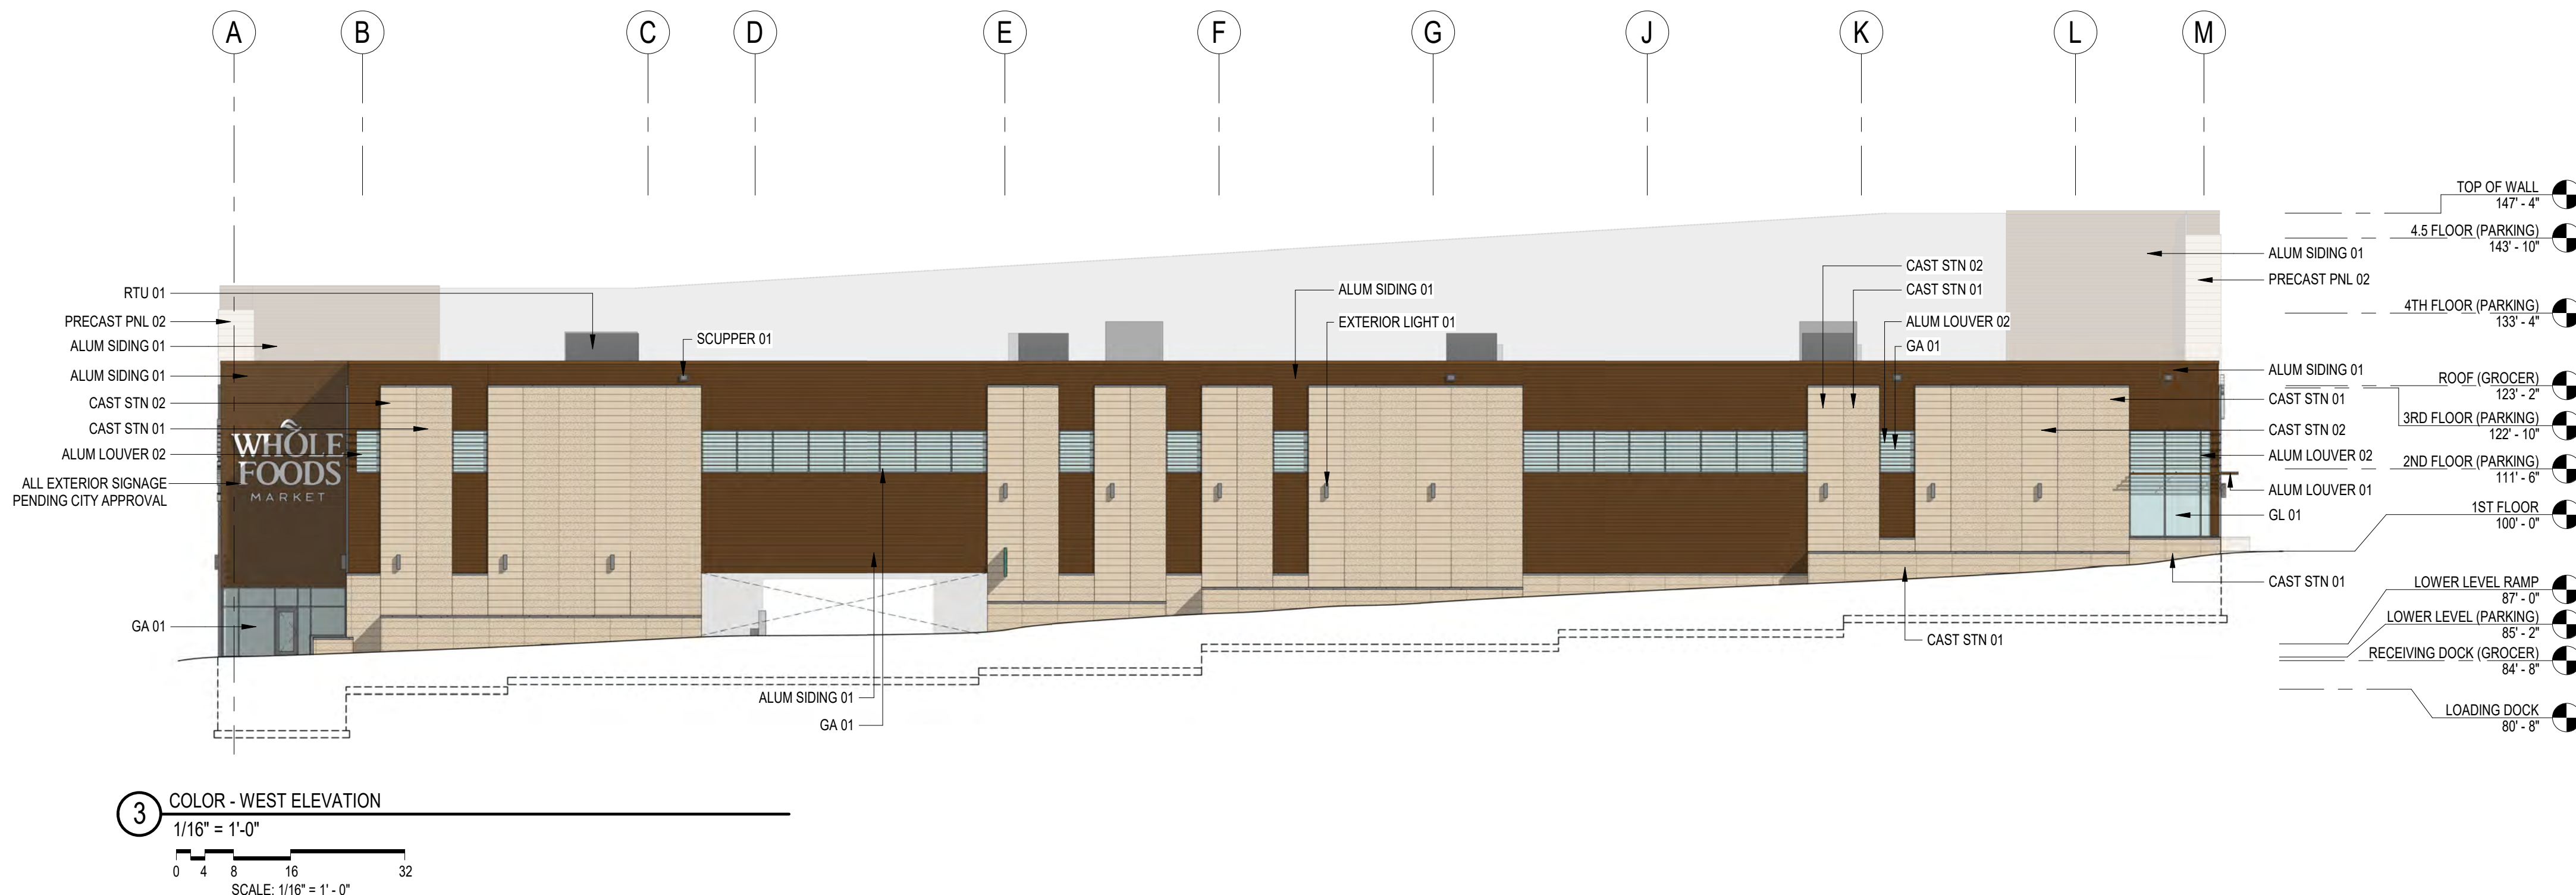 A B C D E F G J K L M
RTU 01
PRECAST PNL 02
ALUM SIDING 01
ALUM SIDING 01
CAST STN 02
CAST STN 01
ALUM LOUVER 02
ALL EXTERIOR SIGNAGE
PENDING CITY APPROVAL
GA 01
WHOLE
FOODS
MARKET
SCUPPER 01
ALUM SIDING 01
EXTERIOR LIGHT 01
ALUM SIDING 01
GA 01
CAST STN 02
CAST STN 01
ALUM LOUVER 02
GA 01
CAST STN 01
ALUM SIDING 01
PRECAST PNL 02
ALUM SIDING 01
CAST STN 01
CAST STN 02
ALUM LOUVER 02
ALUM LOUVER 01
GL 01
CAST STN 01
TOP OF WALL
147' - 4"
4.5 FLOOR (PARKING)
143' - 10"
4TH FLOOR (PARKING)
133' - 4"
ROOF (GROCER)
123' - 2"
3RD FLOOR (PARKING)
122' - 10"
2ND FLOOR (PARKING)
111' - 6"
1ST FLOOR
100' - 0"
LOWER LEVEL RAMP
87' - 0"
LOWER LEVEL (PARKING)
85' - 2"
RECEIVING DOCK (GROCER)
84' - 8"
LOADING DOCK
80' - 8"
3 COLOR - WEST ELEVATION
1/16" = 1'-0"
0 4 8 16 32
SCALE: 1/16" = 1' - 0"